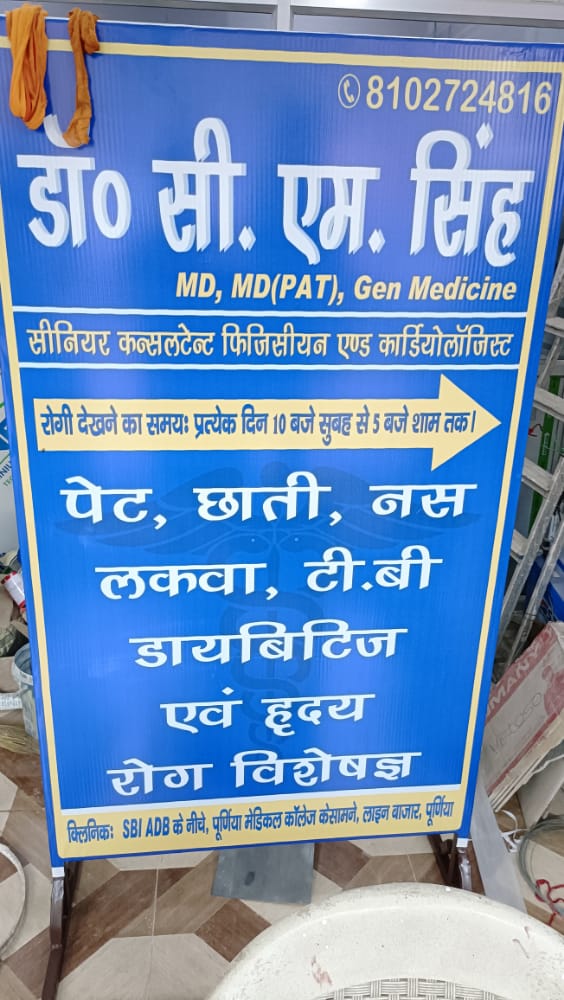 8102724816
डॉ० सी. एम. सिंह
MD, MD(PAT), Gen Medicine
सीनियर कन्सलटेन्ट फिजिसीयन एण्ड कार्डियोलॉजिस्ट
रोगी देखने का समयः प्रत्येक दिन 10 बजे सुबह से 5 बजे शाम तक।
पेट, छाती, नस
लकवा, टी.बी
डायबिटिज
एवं हृदय
रोग विशेषज्ञ
क्लिनिकः SBI ADB के नीचे, पूर्णिया मेडिकल कॉलेज केसामने, लाइन बाजार, पूर्णिया